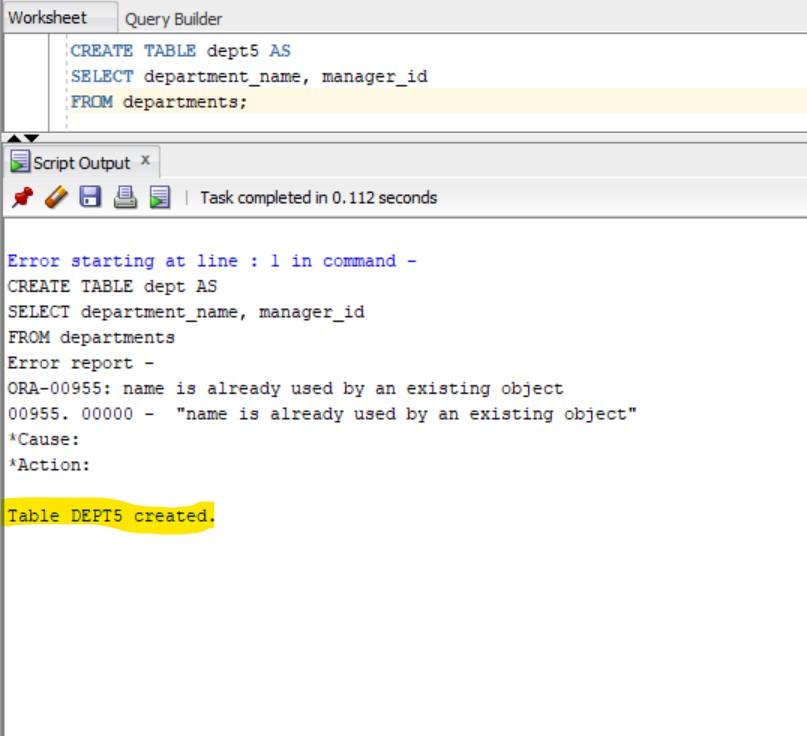 Worksheet Query Builder
CREATE TABLE dept5 AS
SELECT department_name, manager_id
FROM departments;
Script Output x
Task completed in 0.112 seconds
Error starting at line : 1 in command -
CREATE TABLE dept AS
SELECT department_name, manager_id
FROM departments
Error report -
ORA-00955: name is already used by an existing object
00955. 00000 -  "name is already used by an existing object"
*Cause:
*Action:
Table DEPT5 created.